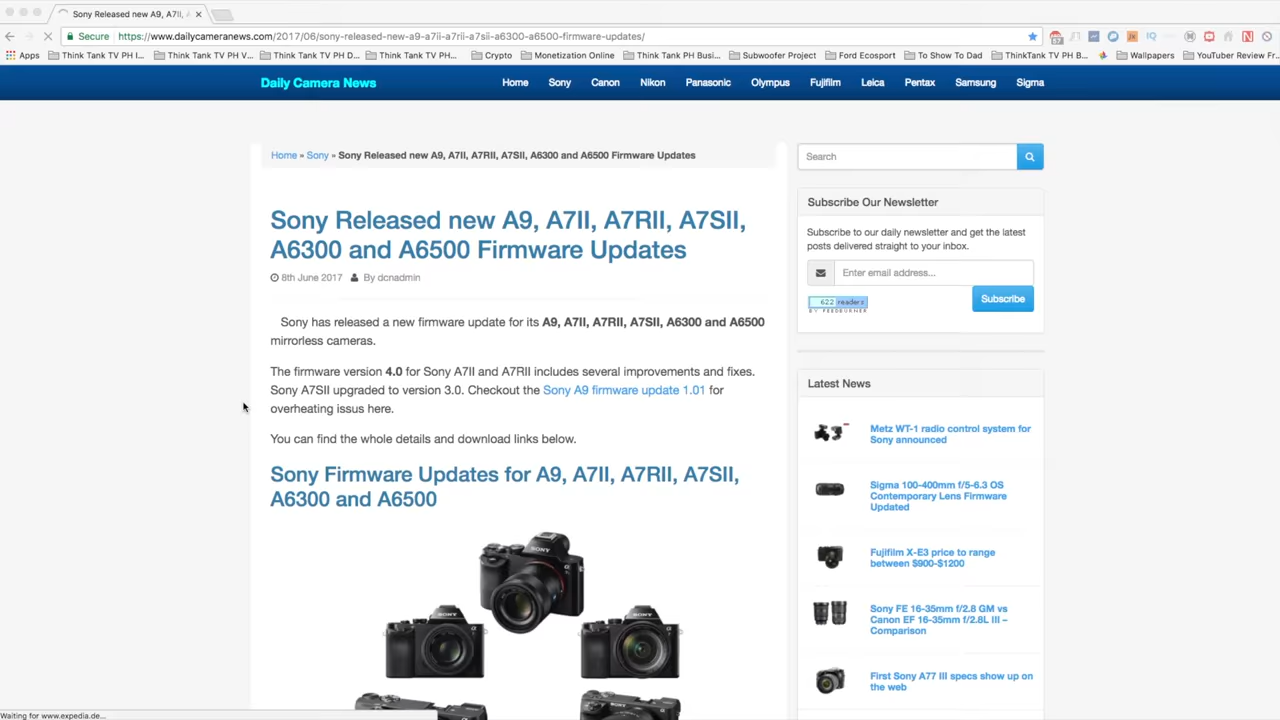 Sony Released new A9, A7II, A
Secure https://www.dailycameranews.com/2017/06/sony-released-new-a9-a7ii-a7rii-a7sii-a6300-a6500-firmware-updates/
Apps Think Tank TV PH I... Think Tank TV PH V... Think Tank TV PH D... Think Tank TV PH... Crypto Monetization Online Think Tank TV PH Busi... Subwoofer Project Ford Ecosport To Show To Dad ThinkTank TV PH B... Wallpapers YouTuber Review Fr...
Daily Camera News Home Sony Canon Nikon Panasonic Olympus Fujifilm Leica Pentax Samsung Sigma
Home » Sony » Sony Released new A9, A7II, A7RII, A7SII, A6300 and A6500 Firmware Updates
Sony Released new A9, A7II, A7RII, A7SII,
A6300 and A6500 Firmware Updates
8th June 2017 By dcnadmin
Sony has released a new firmware update for its A9, A7II, A7RII, A7SII, A6300 and A6500
mirrorless cameras.
The firmware version 4.0 for Sony A7II and A7RII includes several improvements and fixes.
Sony A7SII upgraded to version 3.0. Checkout the Sony A9 firmware update 1.01 for
overheating issus here.
You can find the whole details and download links below.
Sony Firmware Updates for A9, A7II, A7RII, A7SII,
A6300 and A6500
SONY
Search
Subscribe Our Newsletter
Subscribe to our daily newsletter and get the latest
posts delivered straight to your inbox.
Enter email address...
622 readers
BY FEEDBURNER
Subscribe
Latest News
Metz WT-1 radio control system for
Sony announced
Sigma 100-400mm f/5-6.3 OS
Contemporary Lens Firmware
Updated
Fujifilm X-E3 price to range
between $900-$1200
Sony FE 16-35mm f/2.8 GM vs
Canon EF 16-35mm f/2.8L III –
Comparison
First Sony A77 III specs show up on
the web
Waiting for www.expedia.de...